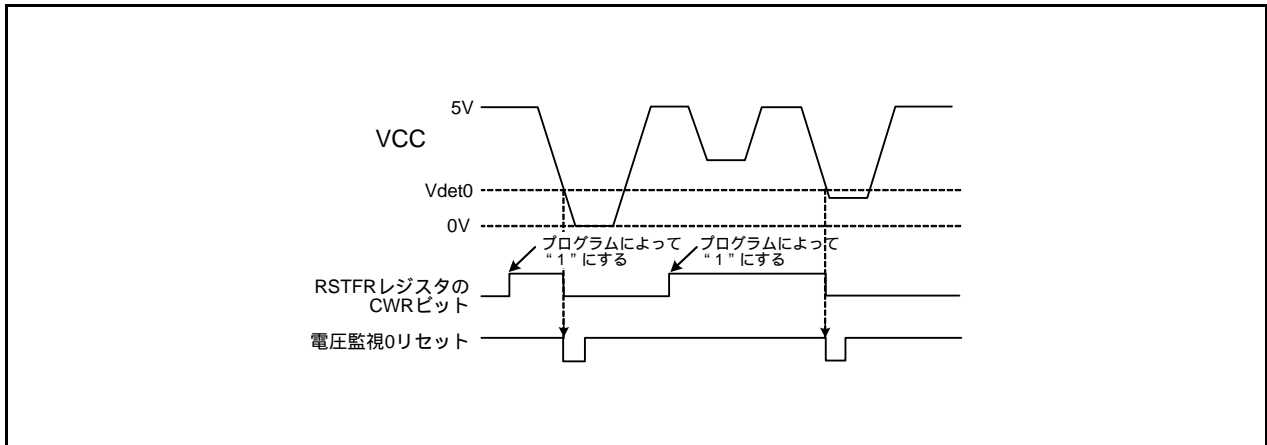 5V
VCC
Vdet0
0V
プログラムによって
“1”にする
プログラムによって
“1”にする
RSTFRレジスタの
CWRビット
電圧監視0リセット